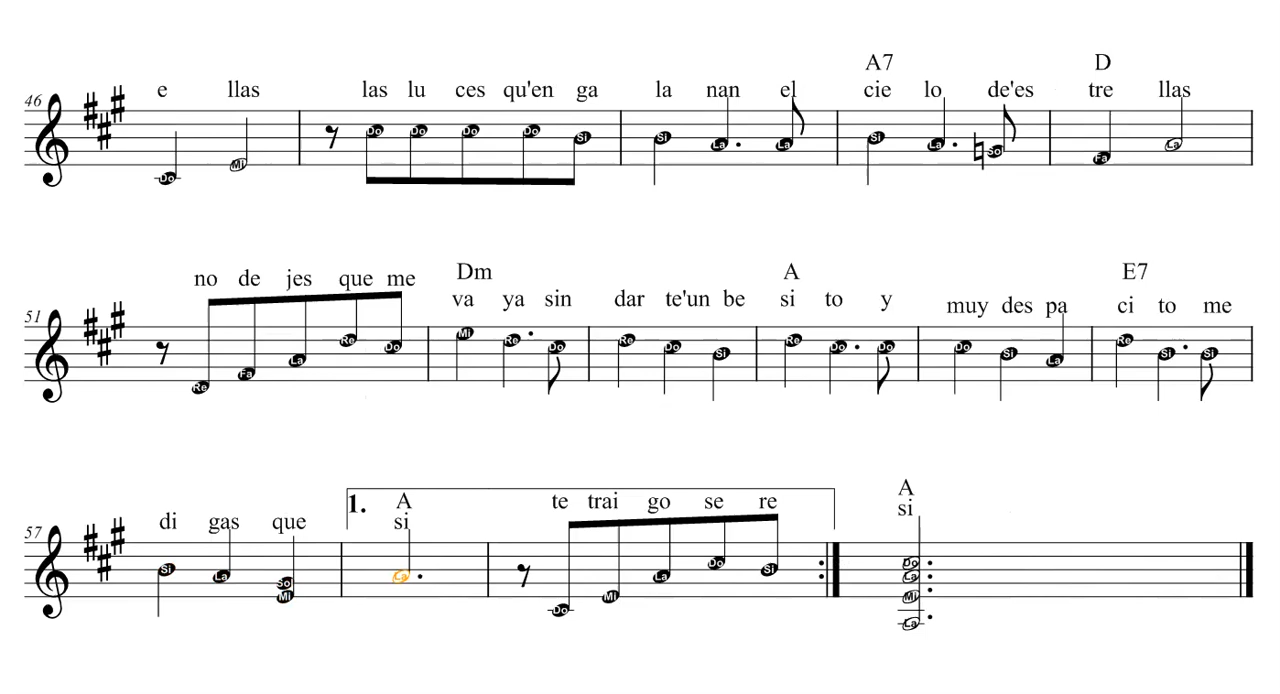 A7 D
46 e llas las lu ces qu'en ga la nan el cie lo de'es tre llas
Do Mi Do Do Do Do Si Si La La Si La So Fa La
Dm A E7
51 no de jes que me va ya sin dar te'un be si to y muy des pa ci to me
Re Fa La Re Do Mi Re Do Re Do Si Re Do Do Do Si La Re Si Si
1. A te trai go se re A
57 di gas que si si
Si La So Mi La Do Mi La Do Si Do La Mi La